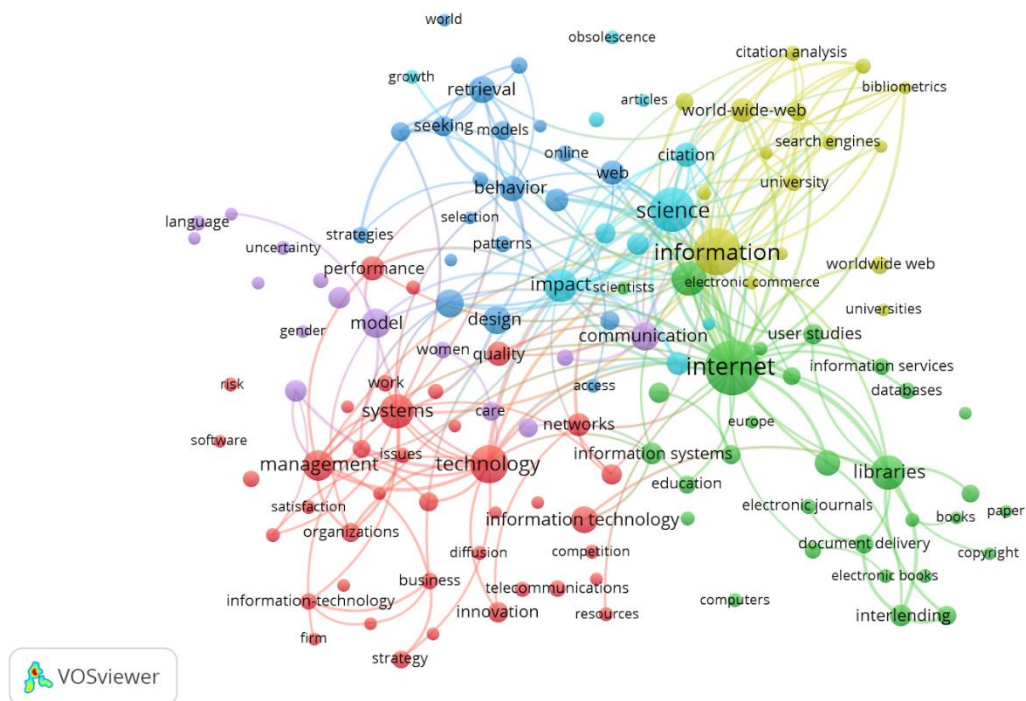 world
obsolescence
citation analysis
growth
bibliometrics
retrieval
articles
world-wide-web
seeking
models
search engines
online
citation
web
behavior
university
language
selection
science
strategies
uncertainty
patterns
information
performance
worldwide web
impact
scientists
electronic commerce
universities
gender
model
design
communication
user studies
women
quality
internet
information services
risk
work
access
databases
systems
care
networks
europe
software
issues
information systems
management
technology
libraries
education
satisfaction
electronic journals
books
paper
organizations
information technology
document delivery
copyright
diffusion
competition
electronic books
business
telecommunications
computers
information-technology
innovation
resources
interlending
firm
strategy
VOSviewer